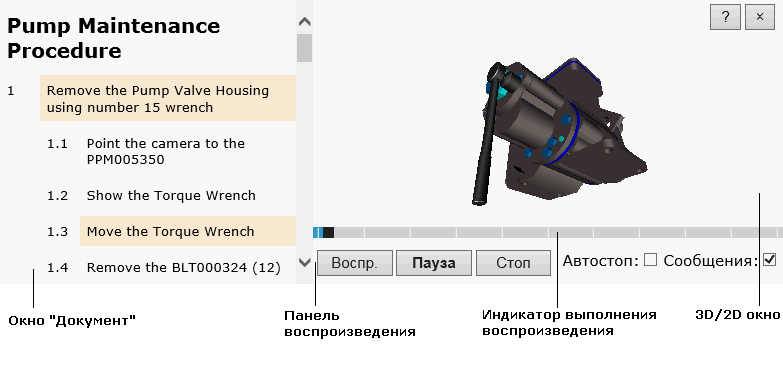 Pump Maintenance
Procedure
1 Remove the Pump Valve Housing
using number 15 wrench
1.1 Point the camera to the
PPM005350
1.2 Show the Torque Wrench
1.3 Move the Torque Wrench
1.4 Remove the BLT000324 (12)
? ×
Воспр. Пауза Стоп Автостоп: Сообщения:
Окно "Документ"
Панель
воспроизведения
Индикатор выполнения
воспроизведения
3D/2D окно